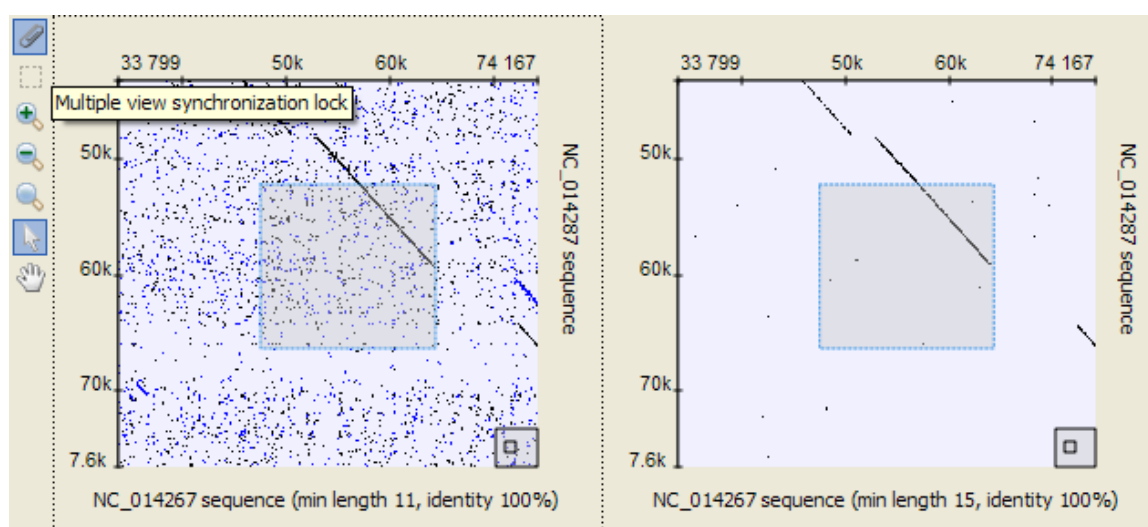 33 799 50k 60k 74 167
33 799 50k 60k 74 167
Multiple view synchronization lock
50k
60k
70k
7.6k
NC_014287 sequence
50k
60k
70k
7.6k
NC_014287 sequence
NC_014267 sequence (min length 11, identity 100%)
NC_014267 sequence (min length 15, identity 100%)